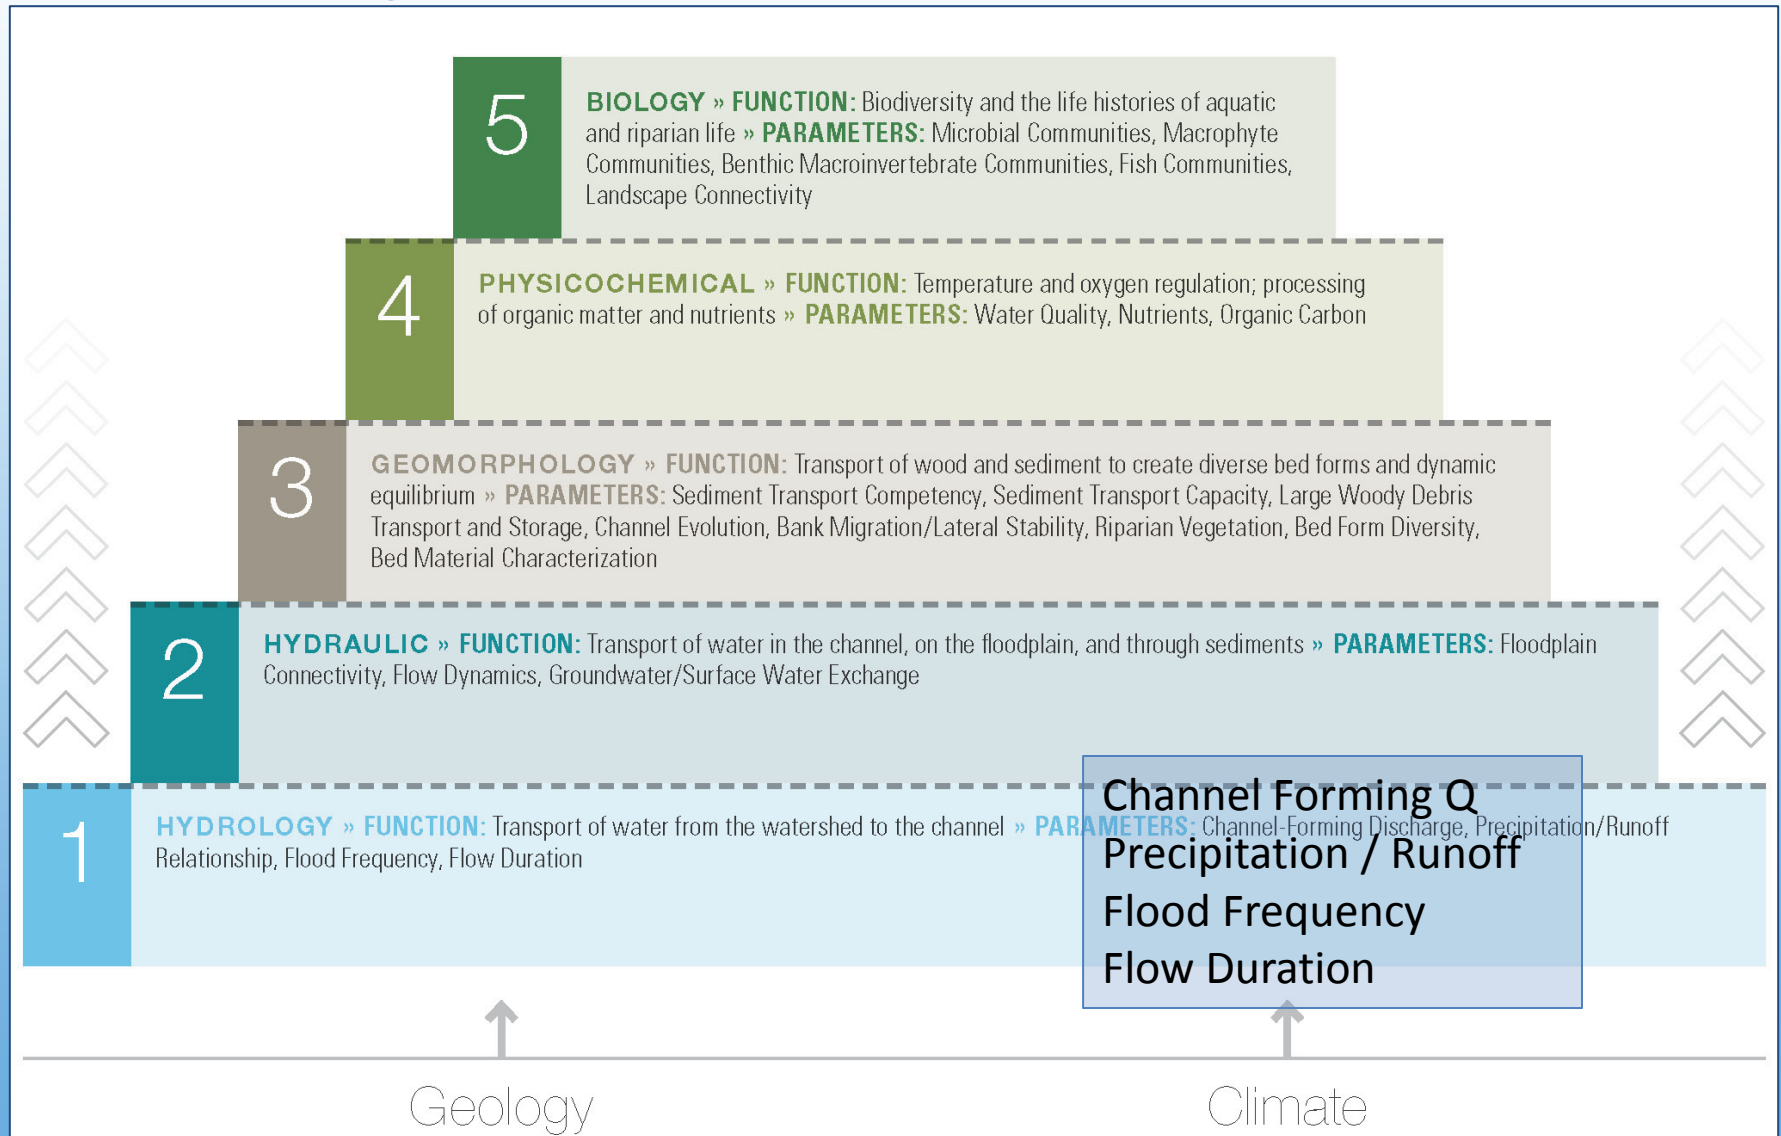 5
BIOLOGY » FUNCTION: Biodiversity and the life histories of aquatic
and riparian life » PARAMETERS: Microbial Communities, Macrophyte
Communities, Benthic Macroinvertebrate Communities, Fish Communities,
Landscape Connectivity
4
PHYSICOCHEMICAL » FUNCTION: Temperature and oxygen regulation; processing
of organic matter and nutrients » PARAMETERS: Water Quality, Nutrients, Organic Carbon
3
GEOMORPHOLOGY » FUNCTION: Transport of wood and sediment to create diverse bed forms and dynamic
equilibrium » PARAMETERS: Sediment Transport Competency, Sediment Transport Capacity, Large Woody Debris
Transport and Storage, Channel Evolution, Bank Migration/Lateral Stability, Riparian Vegetation, Bed Form Diversity,
Bed Material Characterization
2
HYDRAULIC » FUNCTION: Transport of water in the channel, on the floodplain, and through sediments » PARAMETERS: Floodplain
Connectivity, Flow Dynamics, Groundwater/Surface Water Exchange
1
HYDROLOGY » FUNCTION: Transport of water from the watershed to the channel » PARAMETERS: Channel-Forming Discharge, Precipitation/Runoff
Relationship, Flood Frequency, Flow Duration
Channel Forming Q
Precipitation / Runoff
Flood Frequency
Flow Duration
Geology
Climate